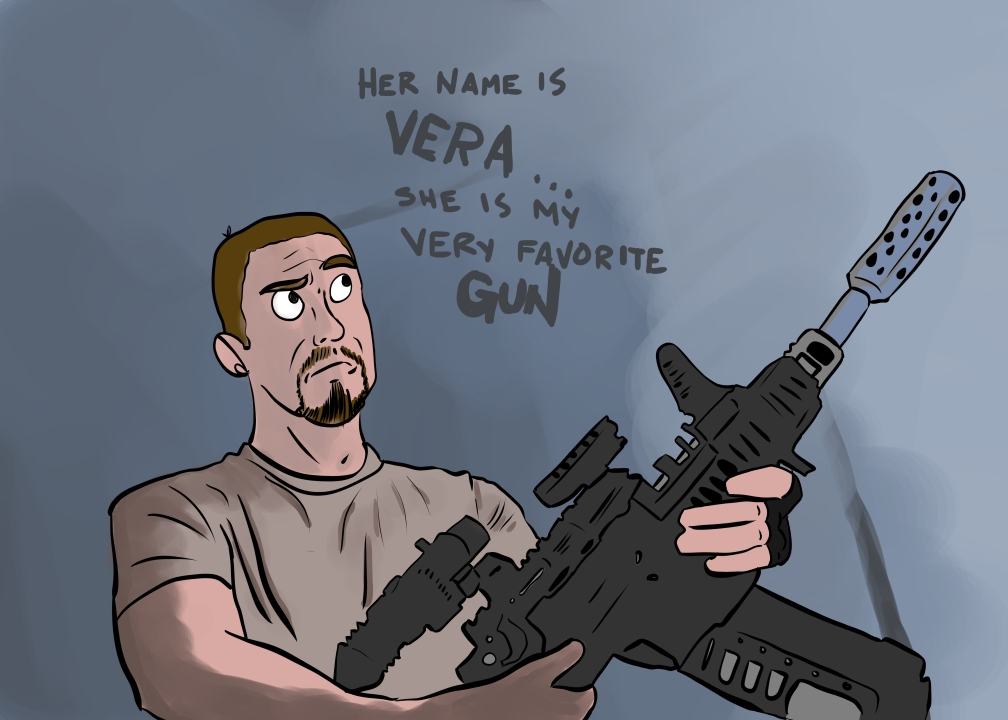 HER NAME IS
VERA...
SHE IS MY
VERY FAVORITE
GUN